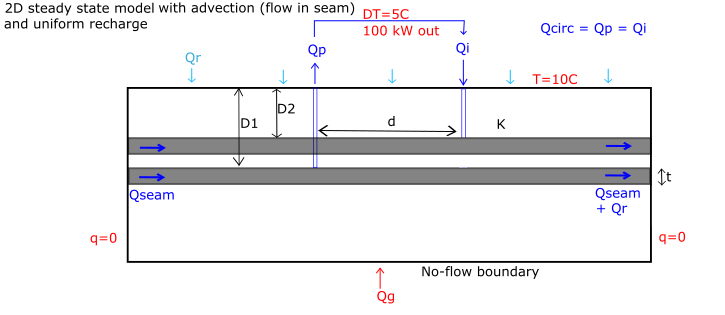 2D steady state model with advection (flow in seam)
and uniform recharge
DT=5C
100 kW out
Qcirc = Qp = Qi
Qr
Qp
Qi
T=10C
D1
D2
d
K
t
Qseam
Qseam
+ Qr
q=0
q=0
No-flow boundary
Qg